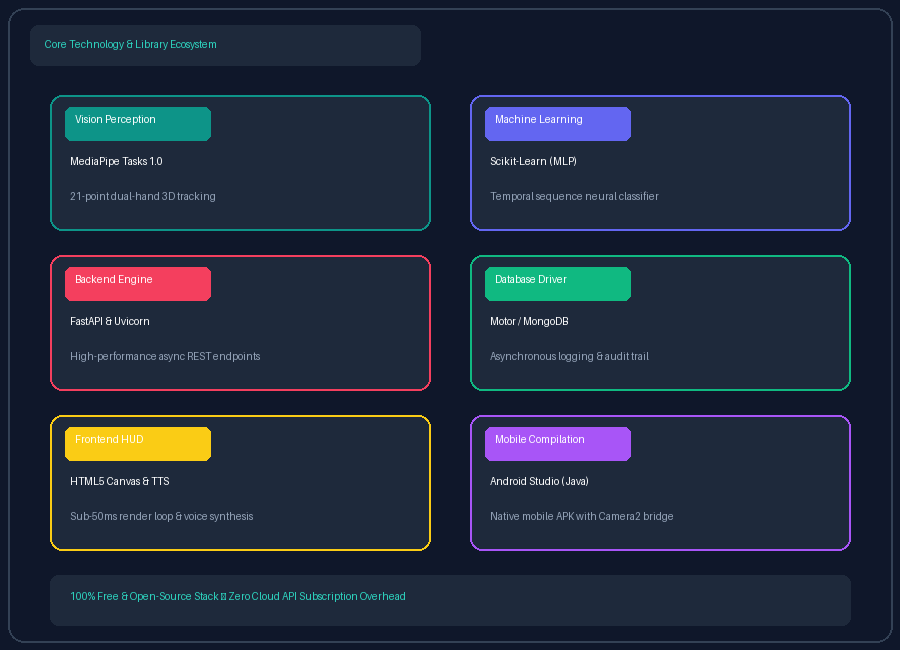 Core Technology & Library Ecosystem
Vision Perception
MediaPipe Tasks 1.0
21-point dual-hand 3D tracking
Machine Learning
Scikit-Learn (MLP)
Temporal sequence neural classifier
Backend Engine
FastAPI & Uvicorn
High-performance async REST endpoints
Database Driver
Motor / MongoDB
Asynchronous logging & audit trail
Frontend HUD
HTML5 Canvas & TTS
Sub-50ms render loop & voice synthesis
Mobile Compilation
Android Studio (Java)
Native mobile APK with Camera2 bridge
100% Free & Open-Source Stack ▯ Zero Cloud API Subscription Overhead